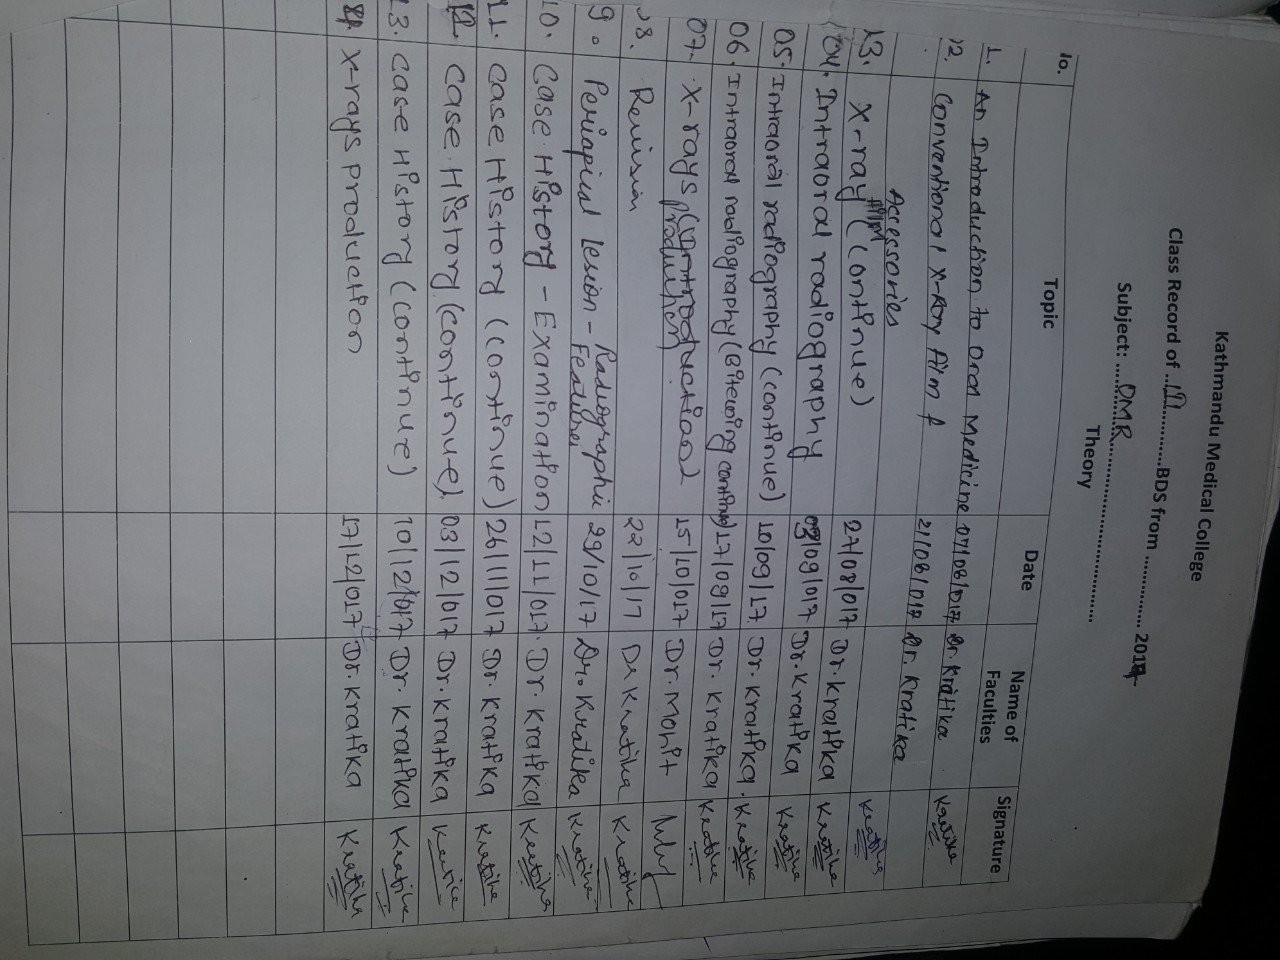 Kathmandu Medical College
Class Record of ..III............BDS from ............... 2017
Subject: .....OMR.......................................
Theory
No. Topic Date Name of Faculties Signature
1. An Introduction to Oral Medicine 07/08/017 Dr. Kratika Kratika
02. Conventional X-Ray film & Accessories 21/08/017 Dr. Kratika Kratika
03. X-ray film (continue) 27/08/017 Dr. Kratika Kratika
04. Intraoral radiography 03/09/017 Dr. Kratika Kratika
05. Intraoral radiography (continue) 10/09/17 Dr. Kratika. Kratika
06. Intraoral radiography (Bitewing continue) 17/09/17 Dr. Kratika Kratika
07. X-rays production (Introduction) 15/10/017 Dr. Mohit
08. Revision 22/10/17 Dr Kratika Kratika
9. Periapical lesion - Radiographic Features 29/10/17 Dr. Kratika Kratika
10. Case History - Examination 12/11/017. Dr. Kratika Kratika
11. Case History (continue) 26/11/017 Dr. Kratika Kratika
12. Case History (continue) 03/12/017 Dr. Kratika Kratika
13. Case History (continue) 10/12/017 Dr. Kratika Kratika
X-rays production 17/12/017 Dr. Kratika Kratika